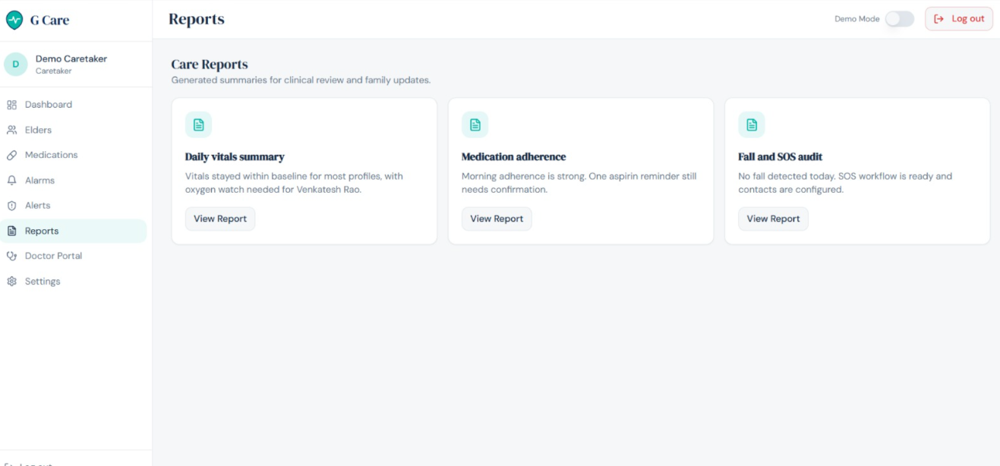 G Care
Reports
Demo Mode
Log out
D
Demo Caretaker
Caretaker
Dashboard
Elders
Medications
Alarms
Alerts
Reports
Doctor Portal
Settings
Care Reports
Generated summaries for clinical review and family updates.
Daily vitals summary
Vitals stayed within baseline for most profiles, with
oxygen watch needed for Venkatesh Rao.
View Report
Medication adherence
Morning adherence is strong. One aspirin reminder still
needs confirmation.
View Report
Fall and SOS audit
No fall detected today. SOS workflow is ready and
contacts are configured.
View Report